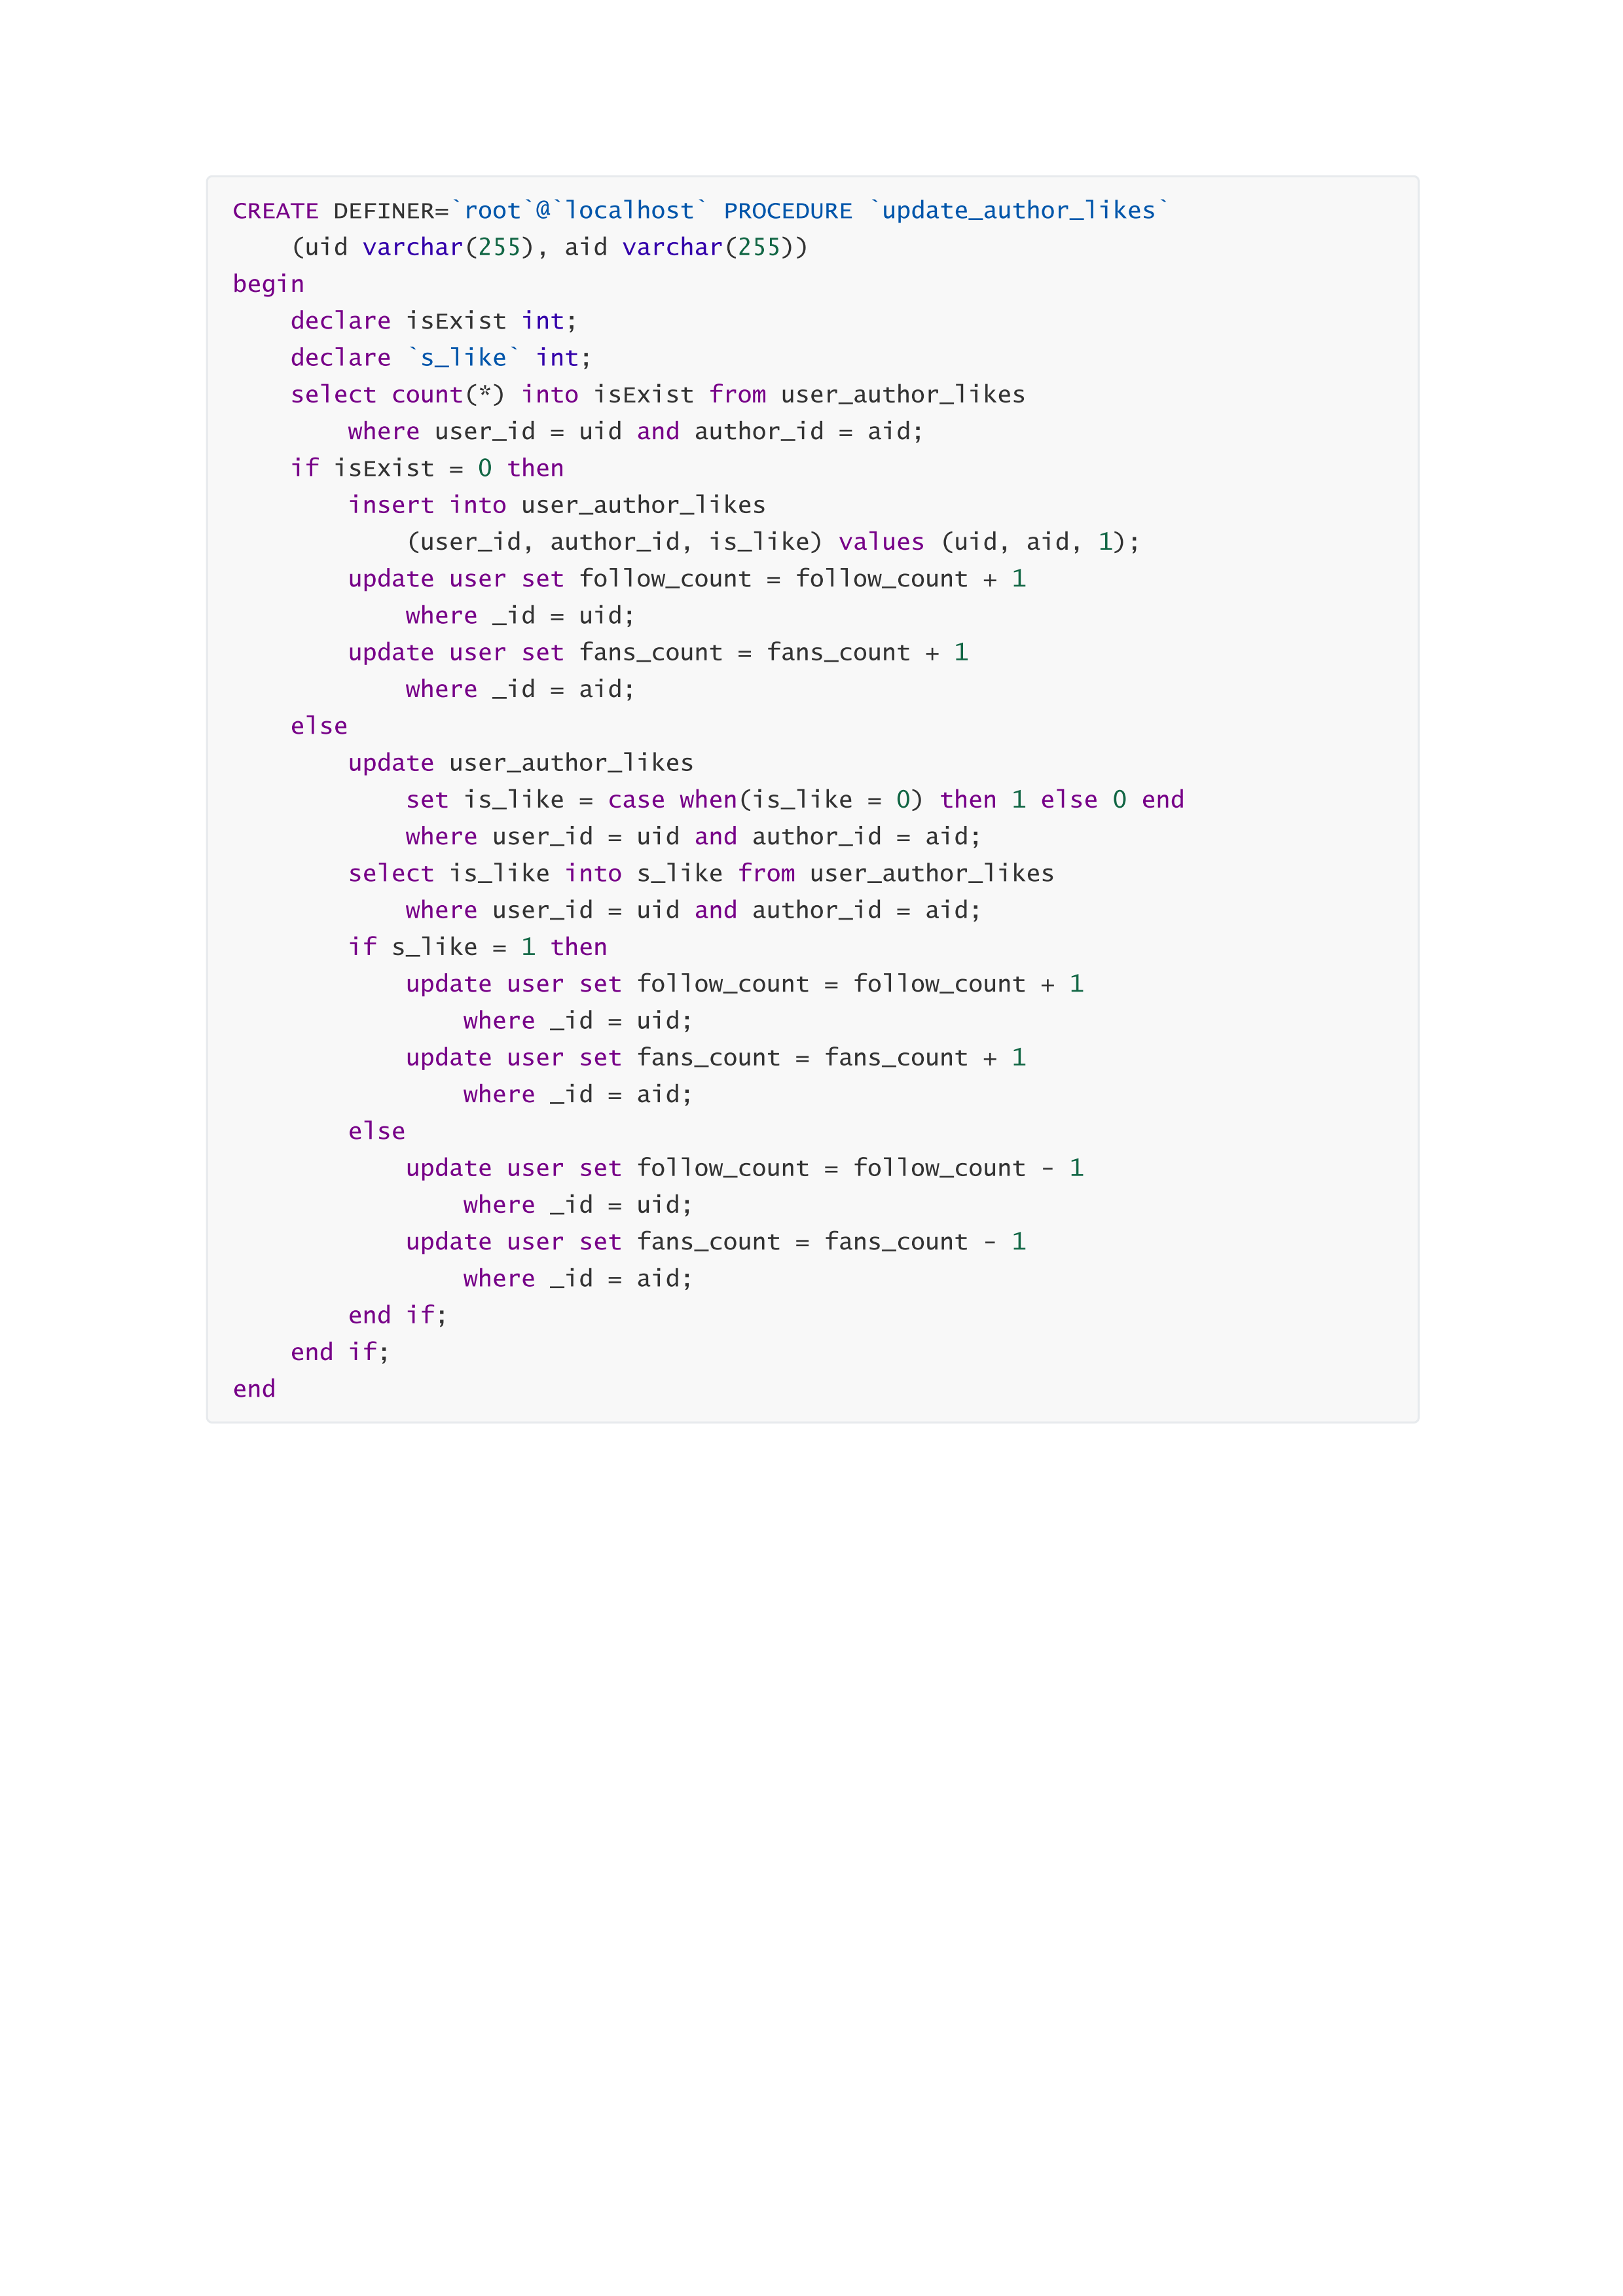 CREATE DEFINER=`root`@`localhost` PROCEDURE `update_author_likes`
    (uid varchar(255), aid varchar(255))
begin
    declare isExist int;
    declare `s_like` int;
    select count(*) into isExist from user_author_likes
        where user_id = uid and author_id = aid;
    if isExist = 0 then
        insert into user_author_likes
            (user_id, author_id, is_like) values (uid, aid, 1);
        update user set follow_count = follow_count + 1
            where _id = uid;
        update user set fans_count = fans_count + 1
            where _id = aid;
    else
        update user_author_likes
            set is_like = case when(is_like = 0) then 1 else 0 end
            where user_id = uid and author_id = aid;
        select is_like into s_like from user_author_likes
            where user_id = uid and author_id = aid;
        if s_like = 1 then
            update user set follow_count = follow_count + 1
                where _id = uid;
            update user set fans_count = fans_count + 1
                where _id = aid;
        else
            update user set follow_count = follow_count - 1
                where _id = uid;
            update user set fans_count = fans_count - 1
                where _id = aid;
        end if;
    end if;
end